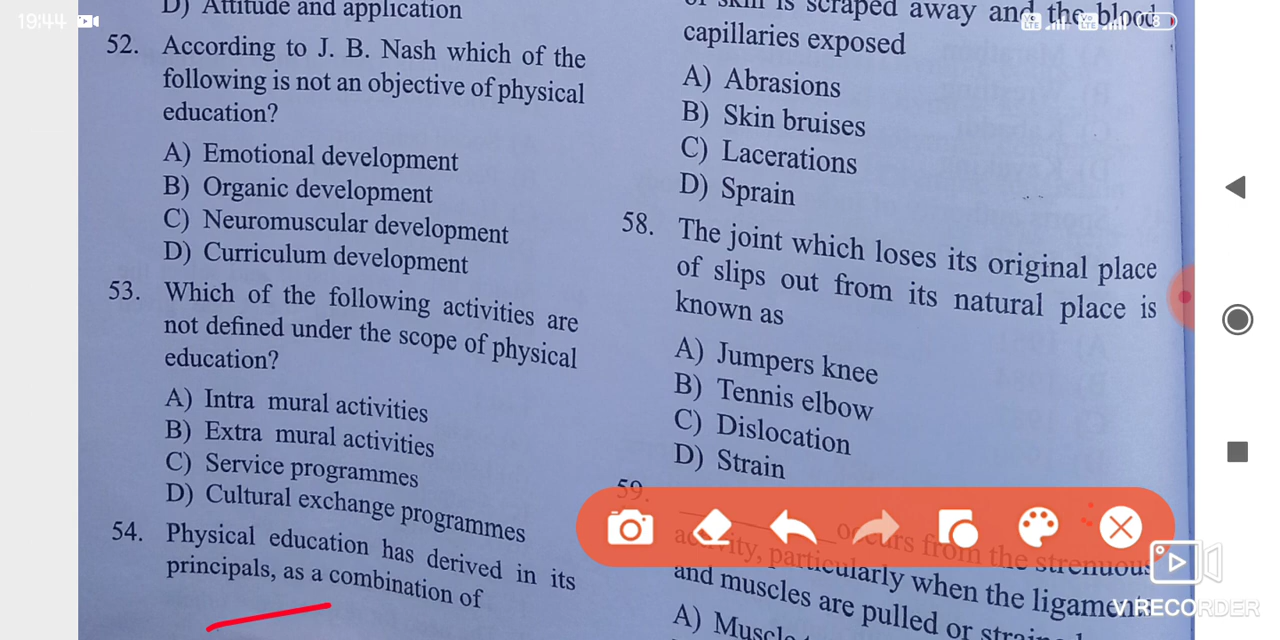 19:44
D) Attitude and application
52. According to J. B. Nash which of the
following is not an objective of physical
education?
A) Emotional development
B) Organic development
C) Neuromuscular development
D) Curriculum development
53. Which of the following activities are
not defined under the scope of physical
education?
A) Intra mural activities
B) Extra mural activities
C) Service programmes
D) Cultural exchange programmes
54. Physical education has derived in its
principals, as a combination of
of skin is scraped away and the blood
capillaries exposed
A) Abrasions
B) Skin bruises
C) Lacerations
D) Sprain
58. The joint which loses its original place
of slips out from its natural place is
known as
A) Jumpers knee
B) Tennis elbow
C) Dislocation
D) Strain
59.
occurs from the strenuous
activity, particularly when the ligaments
and muscles are pulled or
A)
V RECORDER